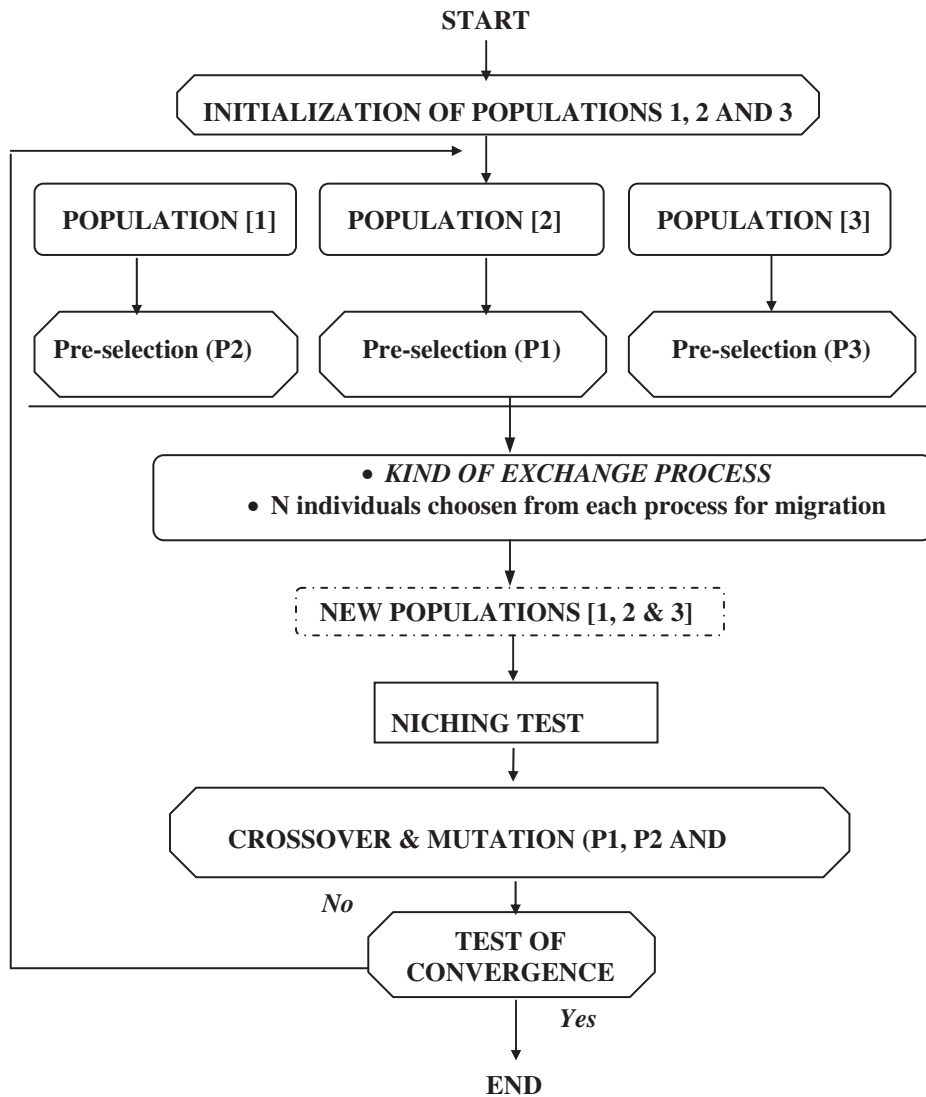 START
INITIALIZATION OF POPULATIONS 1, 2 AND 3
POPULATION [1]
POPULATION [2]
POPULATION [3]
Pre-selection (P2)
Pre-selection (P1)
Pre-selection (P3)
• KIND OF EXCHANGE PROCESS
• N individuals choosen from each process for migration
NEW POPULATIONS [1, 2 & 3]
NICHING TEST
CROSSOVER & MUTATION (P1, P2 AND
No
TEST OF
CONVERGENCE
Yes
END